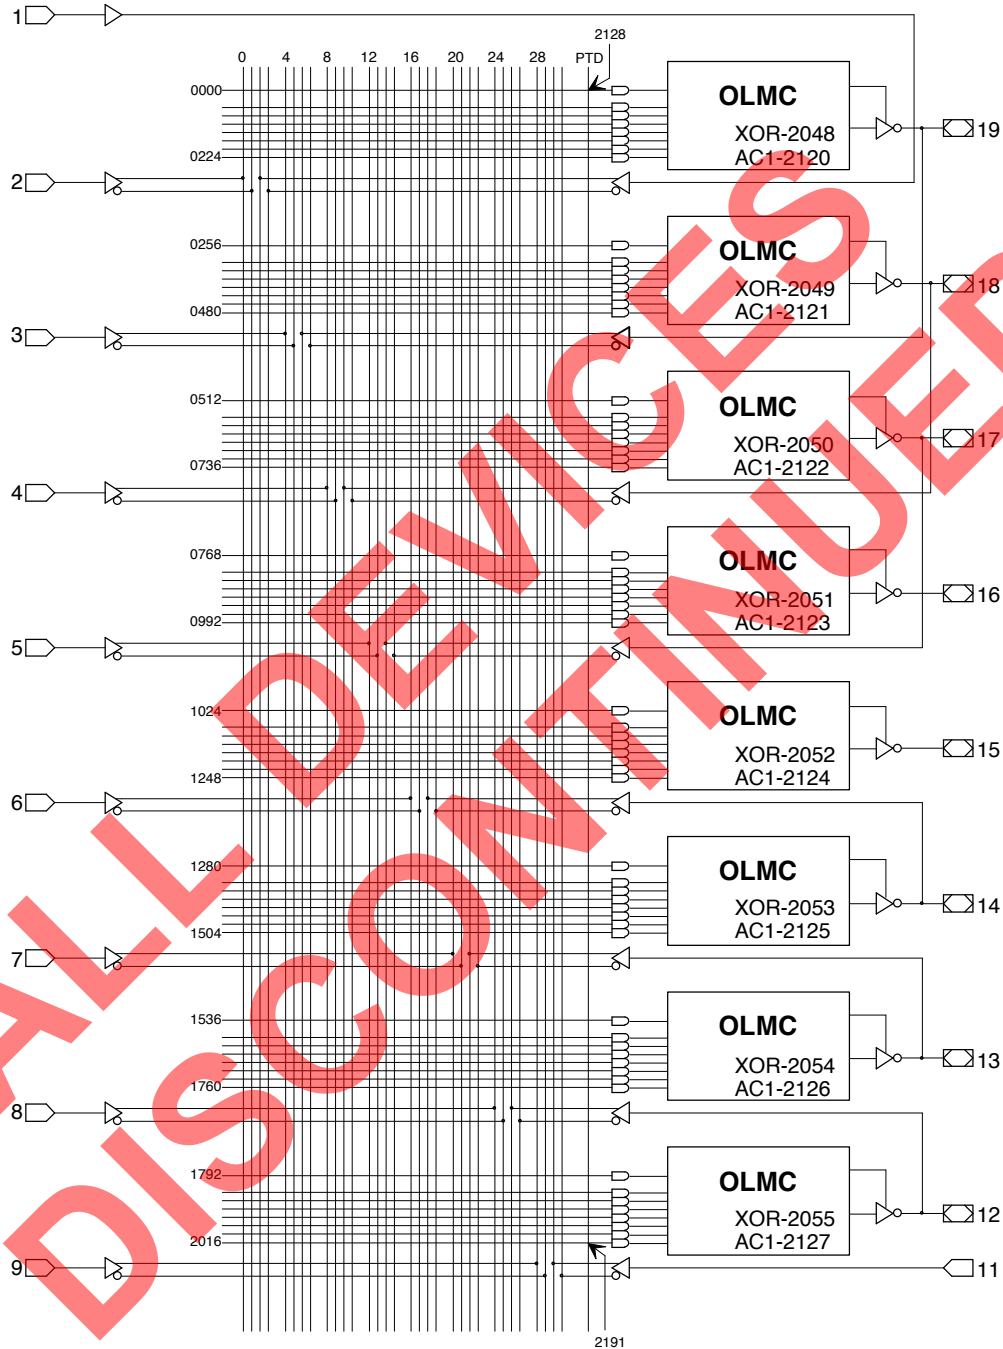 1
2128
0 4 8 12 16 20 24 28 PTD
0000
OLMC
XOR-2048
AC1-2120
19
0224
2
0256
OLMC
XOR-2049
AC1-2121
18
0480
3
0512
OLMC
XOR-2050
AC1-2122
17
0736
4
0768
OLMC
XOR-2051
AC1-2123
16
0992
5
1024
OLMC
XOR-2052
AC1-2124
15
1248
6
1280
OLMC
XOR-2053
AC1-2125
14
1504
7
1536
OLMC
XOR-2054
AC1-2126
13
1760
8
1792
OLMC
XOR-2055
AC1-2127
12
2016
9
11
2191
ALL DEVICES
DISCONTINUED